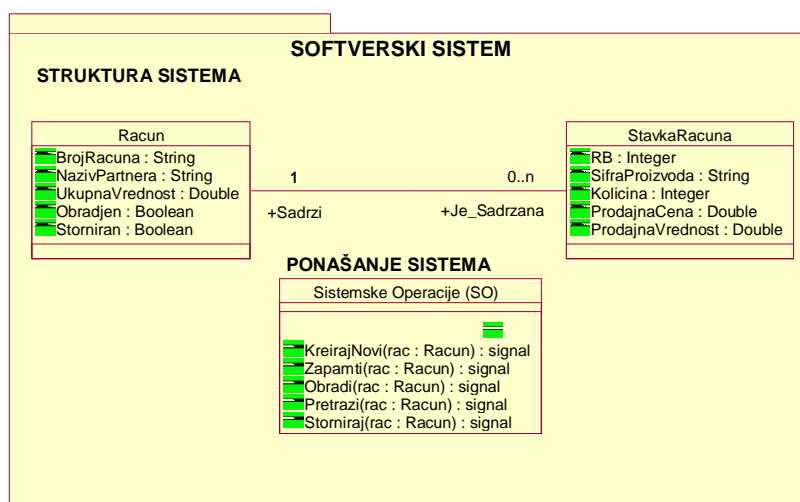 SOFTVERSKI SISTEM
STRUKTURA SISTEMA
Racun
BrojRacuna : String
NazivPartnera : String
UkupnaVrednost : Double
Obradjen : Boolean
Storniran : Boolean
1
0..n
+Sadrzi
+Je_Sadrzana
StavkaRacuna
RB : Integer
SifraProizvoda : String
Kolicina : Integer
ProdajnaCena : Double
ProdajnaVrednost : Double
PONAŠANJE SISTEMA
Sistemske Operacije (SO)
KreirajNovi(rac : Racun) : signal
Zapamti(rac : Racun) : signal
Obradi(rac : Racun) : signal
Pretrazi(rac : Racun) : signal
Storniraj(rac : Racun) : signal